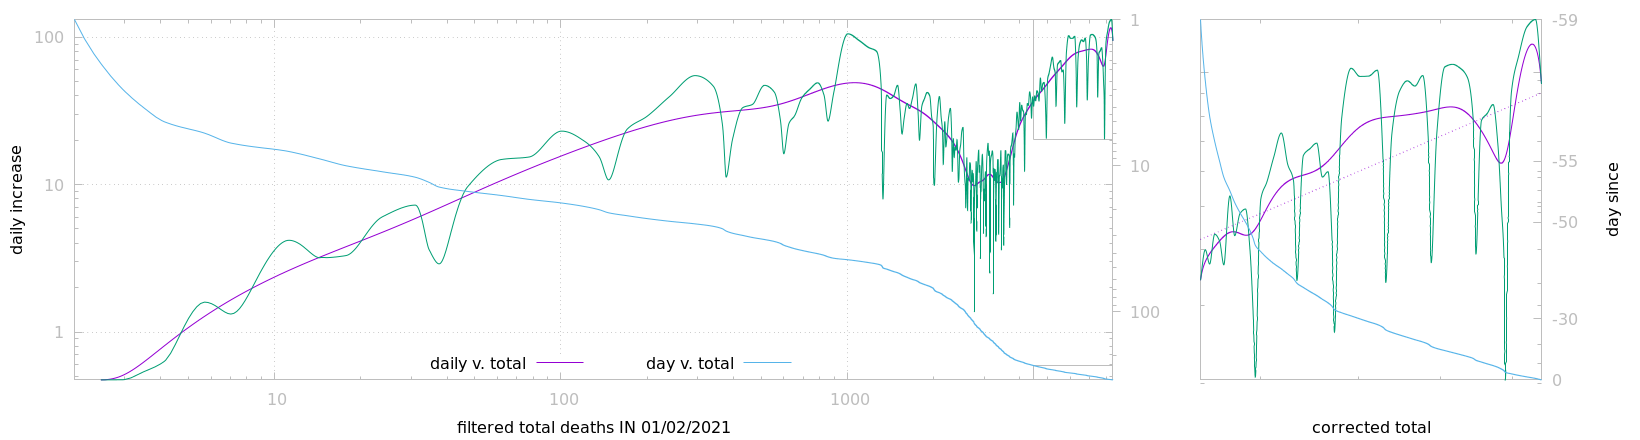 100
10
1
daily increase
10
100
1000
filtered total deaths IN 01/02/2021
daily v. total
day v. total
1
10
100
-59
-55
-50
-30
0
day since
corrected total